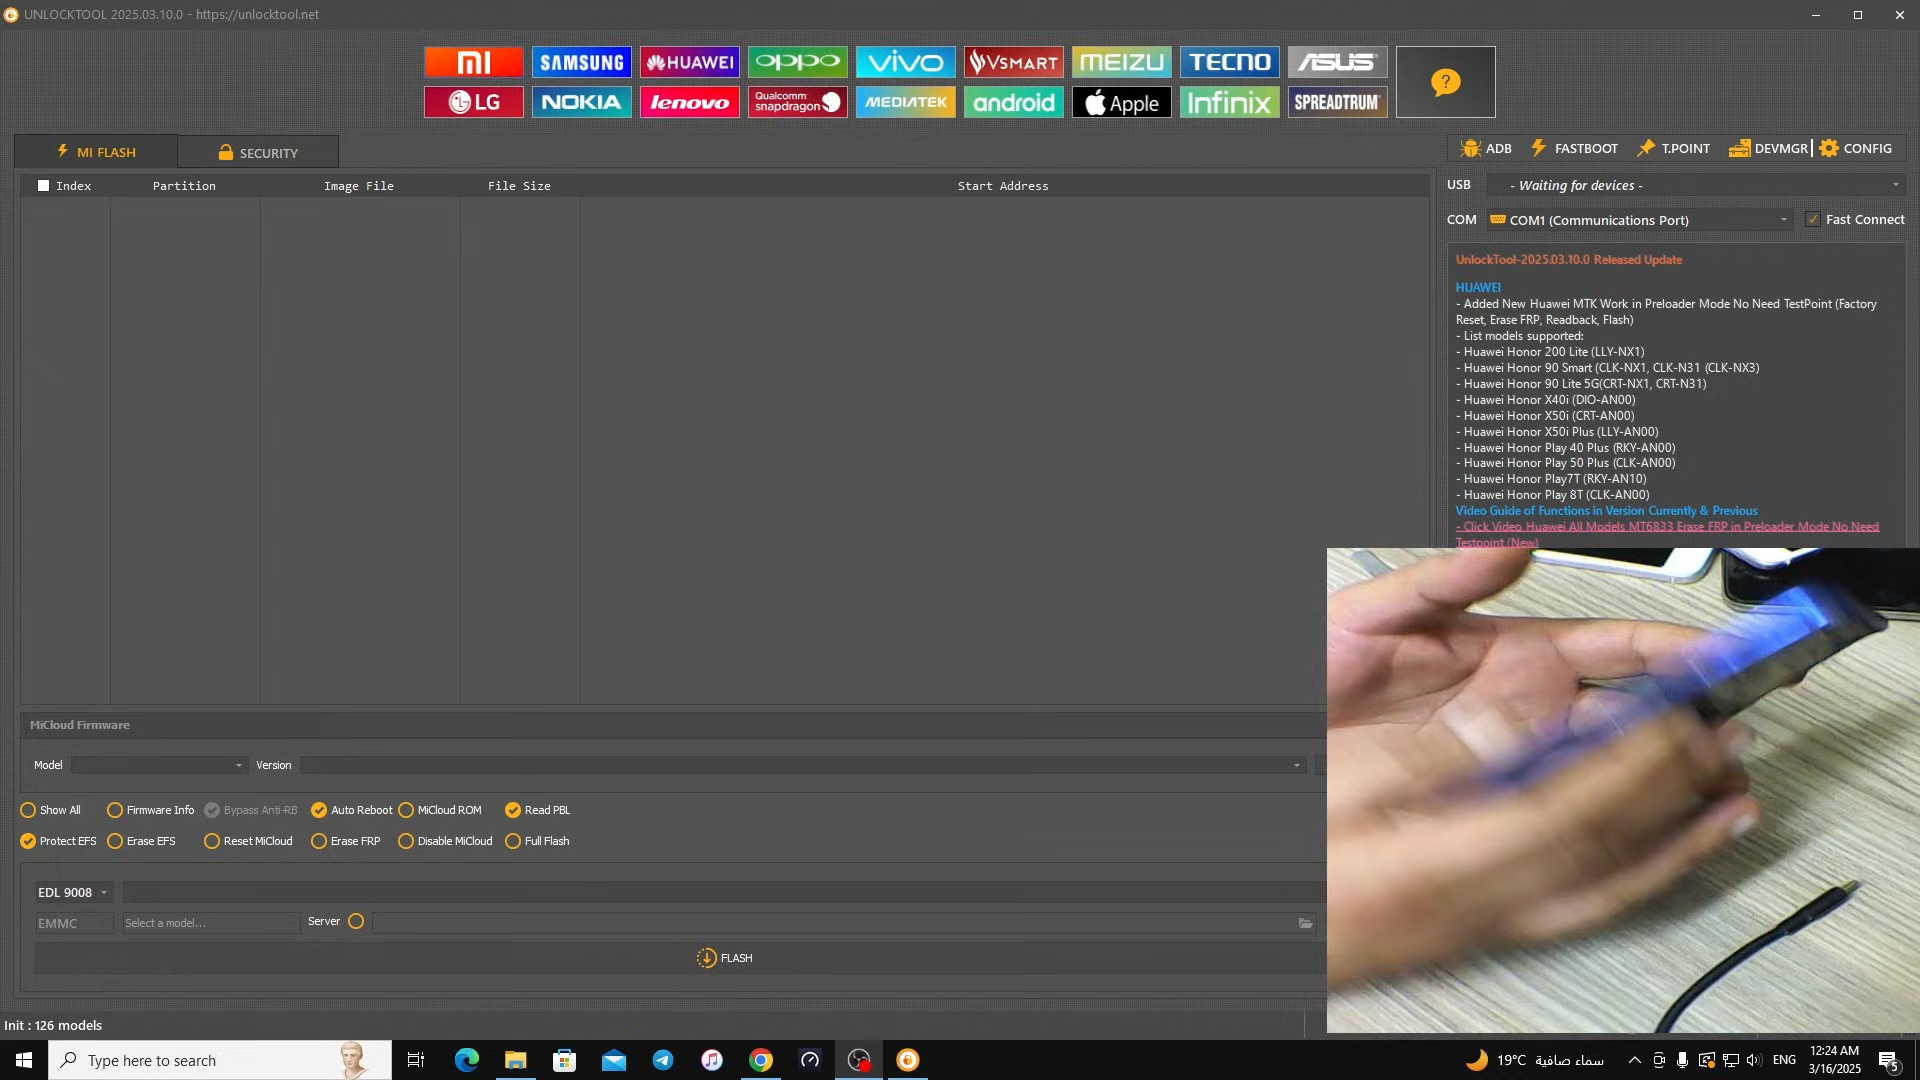 UNLOCKTOOL 2025.03.10.0 - https://unlocktool.net
MI SAMSUNG HUAWEI oppo vivo VSMART MEIZU TECNO ASUS ?
LG NOKIA lenovo Qualcomm snapdragon MEDIATEK android Apple Infinix SPREADTRUM
MI FLASH SECURITY
ADB FASTBOOT T.POINT DEVMGR CONFIG
Index Partition Image File File Size Start Address
USB - Waiting for devices -
COM COM1 (Communications Port) Fast Connect
UnlockTool-2025.03.10.0 Released Update
HUAWEI
- Added New Huawei MTK Work in Preloader Mode No Need TestPoint (Factory
Reset, Erase FRP, Readback, Flash)
- List models supported:
- Huawei Honor 200 Lite (LLY-NX1)
- Huawei Honor 90 Smart (CLK-NX1, CLK-N31 (CLK-NX3)
- Huawei Honor 90 Lite 5G(CRT-NX1, CRT-N31)
- Huawei Honor X40i (DIO-AN00)
- Huawei Honor X50i (CRT-AN00)
- Huawei Honor X50i Plus (LLY-AN00)
- Huawei Honor Play 40 Plus (RKY-AN00)
- Huawei Honor Play 50 Plus (CLK-AN00)
- Huawei Honor Play7T (RKY-AN10)
- Huawei Honor Play 8T (CLK-AN00)
Video Guide of Functions in Version Currently & Previous
- Click Video Huawei All Models MT6833 Erase FRP in Preloader Mode No Need
Testpoint (New)
MiCloud Firmware
Model Version
Show All Firmware Info Bypass Anti-RB Auto Reboot MiCloud ROM Read PBL
Protect EFS Erase EFS Reset MiCloud Erase FRP Disable MiCloud Full Flash
EDL 9008
EMMC Select a model... Server
FLASH
Init : 126 models
Type here to search
19°C سماء صافية ENG 12:24 AM
3/16/2025 5